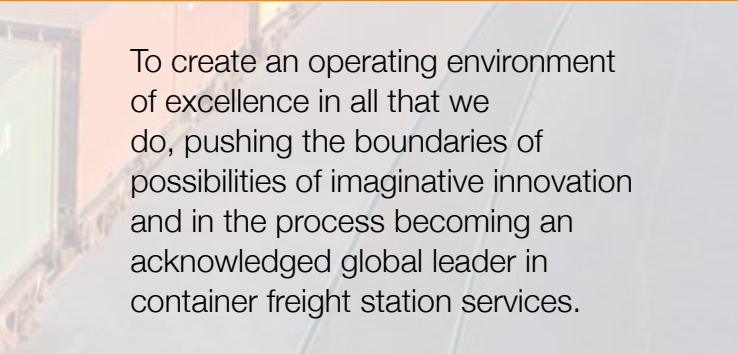 To create an operating environment
of excellence in all that we
do, pushing the boundaries of
possibilities of imaginative innovation
and in the process becoming an
acknowledged global leader in
container freight station services.